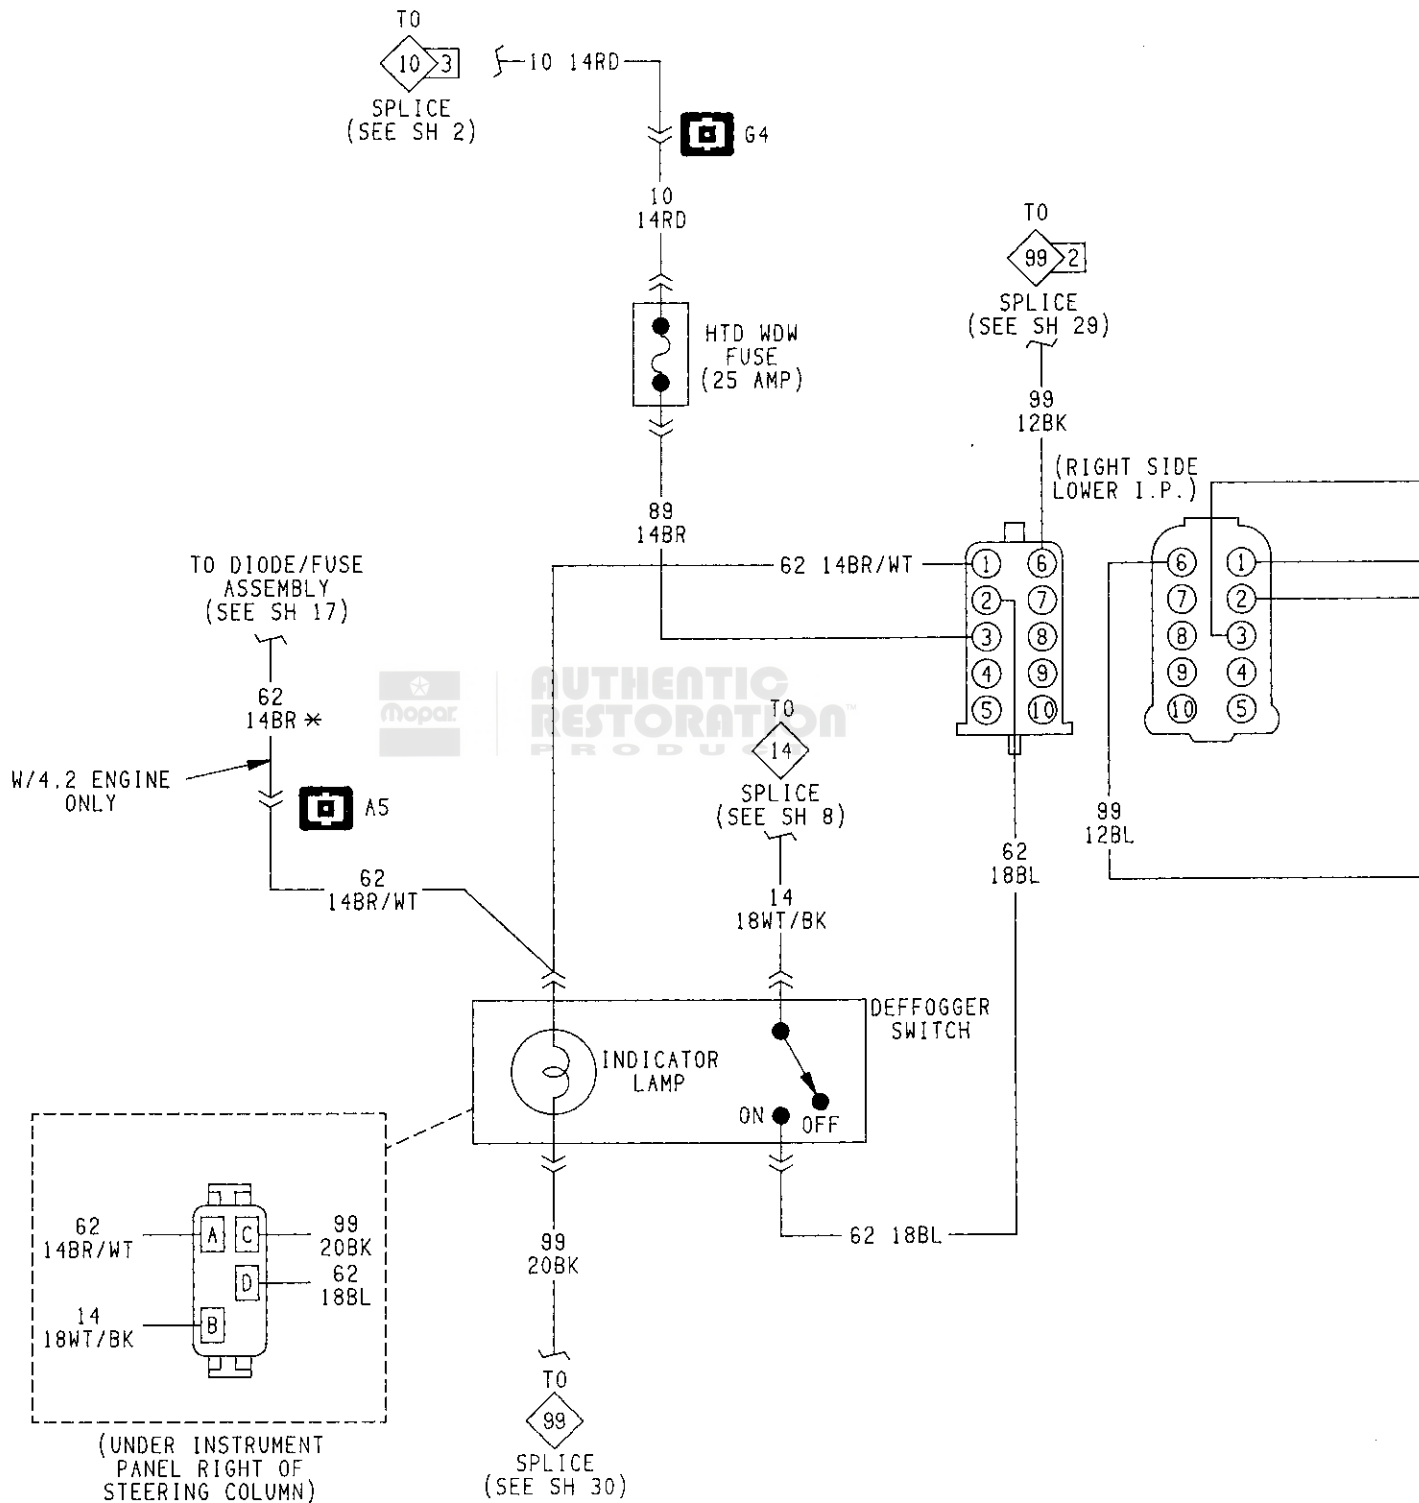 TO
10 3
SPLICE
(SEE SH 2)
10 14RD
G4
10
14RD
HTD WDW
FUSE
(25 AMP)
TO
99 2
SPLICE
(SEE SH 29)
99
12BK
(RIGHT SIDE
LOWER I.P.)
89
14BR
62 14BR/WT
1 6
2 7
3 8
4 9
5 10
6 1
7 2
8 3
9 4
10 5
TO DIODE/FUSE
ASSEMBLY
(SEE SH 17)
62
14BR *
W/4.2 ENGINE
ONLY
A5
62
14BR/WT
Mopar
AUTHENTIC
RESTORATION™
PRODUC
TO
14
SPLICE
(SEE SH 8)
14
18WT/BK
62
18BL
99
12BL
DEFFOGGER
SWITCH
INDICATOR
LAMP
ON
OFF
62 18BL
99
20BK
TO
99
SPLICE
(SEE SH 30)
62
14BR/WT
A C
99
20BK
D
62
18BL
14
18WT/BK
B
(UNDER INSTRUMENT
PANEL RIGHT OF
STEERING COLUMN)